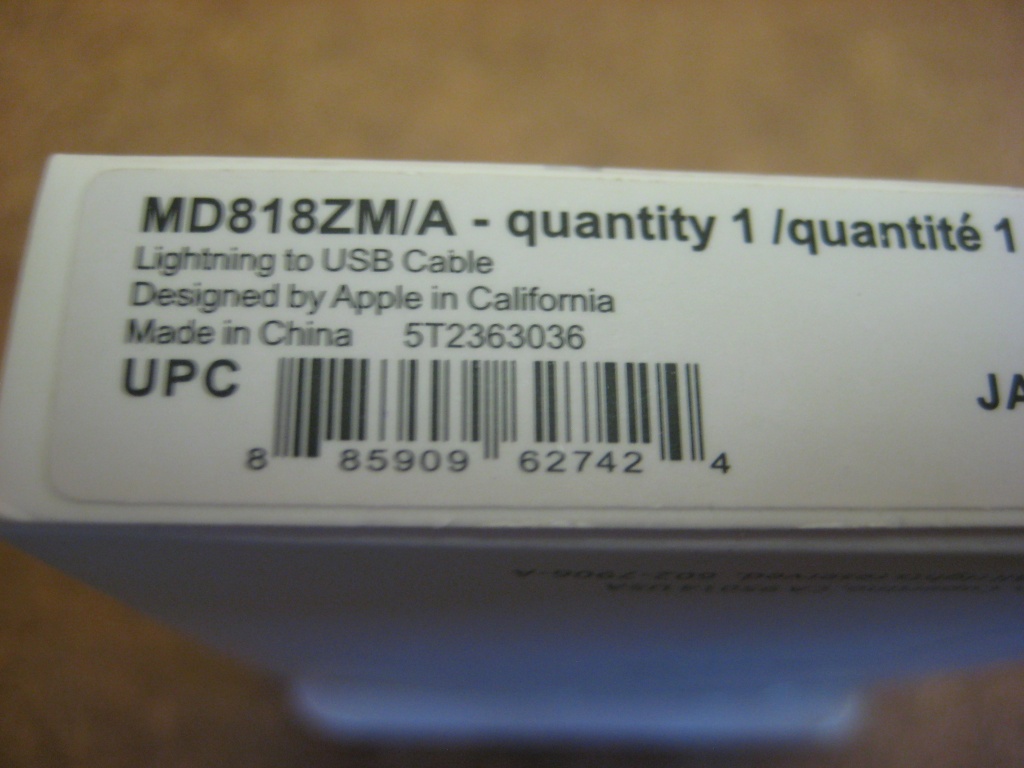 MD818ZM/A - quantity 1 /quantité 1
Lightning to USB Cable
Designed by Apple in California
Made in China 5T2363036
UPC
JA
8 85909 62742 4